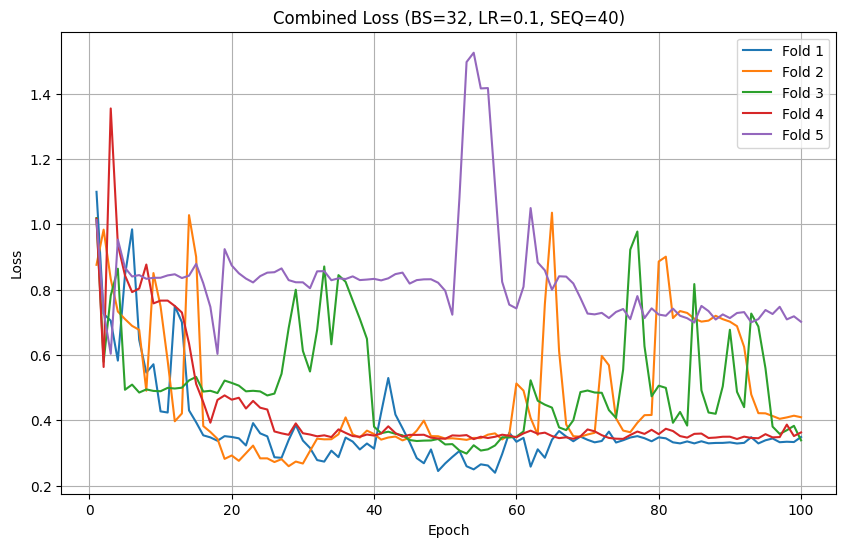 Combined Loss (BS=32, LR=0.1, SEQ=40)
Fold 1
Fold 2
Fold 3
Fold 4
Fold 5
Loss
1.4
1.2
1.0
0.8
0.6
0.4
0.2
0 20 40 60 80 100
Epoch